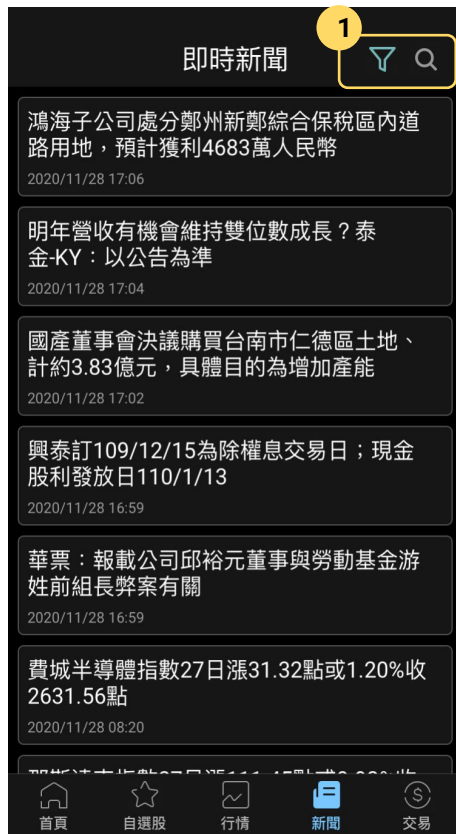 1
即時新聞
鴻海子公司處分鄭州新鄭綜合保稅區內道
路用地，預計獲利4683萬人民幣
2020/11/28 17:06
明年營收有機會維持雙位數成長？泰
金-KY：以公告為準
2020/11/28 17:04
國產董事會決議購買台南市仁德區土地、
計約3.83億元，具體目的為增加產能
2020/11/28 17:02
興泰訂109/12/15為除權息交易日；現金
股利發放日110/1/13
2020/11/28 16:59
華票：報載公司邱裕元董事與勞動基金游
姓前組長弊案有關
2020/11/28 16:59
費城半導體指數27日漲31.32點或1.20%收
2631.56點
2020/11/28 08:20
首頁 自選股 行情 新聞 交易